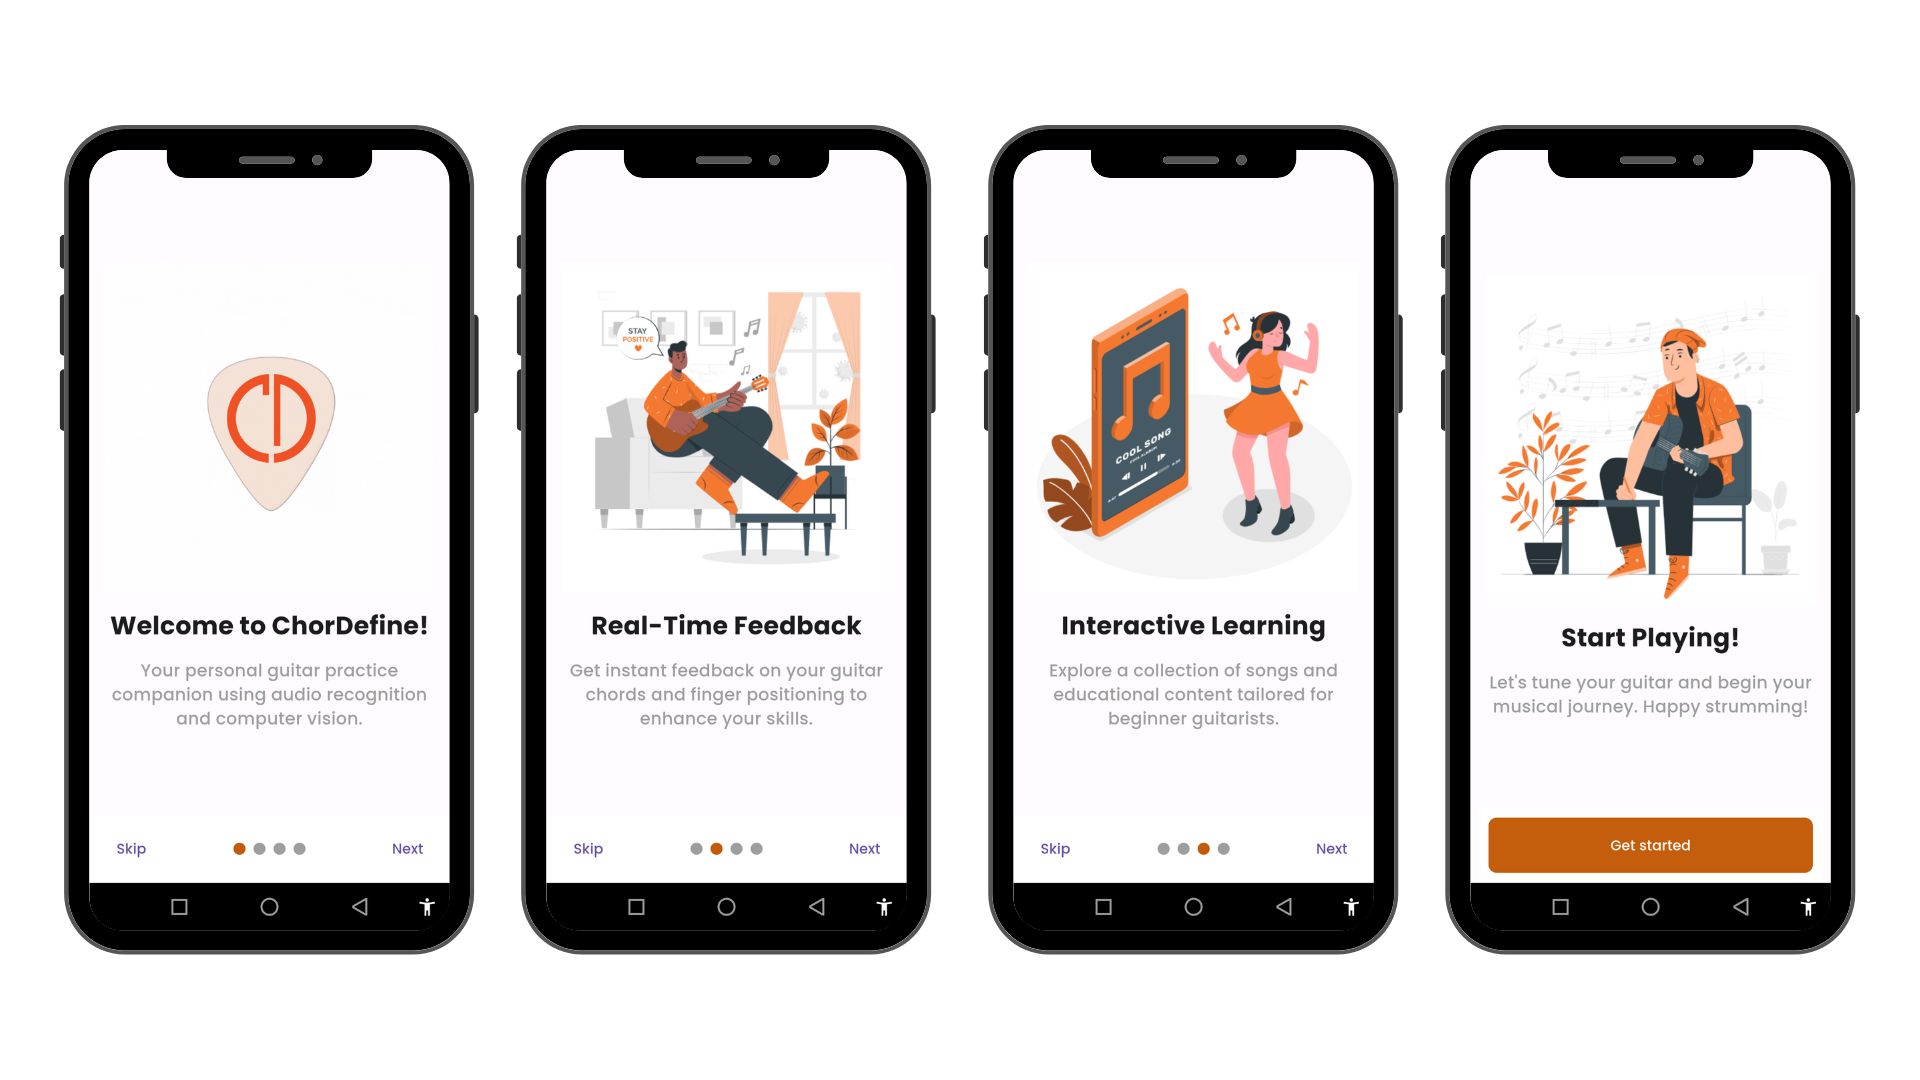 CD
Welcome to ChorDefine!
Your personal guitar practice
companion using audio recognition
and computer vision.
Skip
Next
STAY
POSITIVE
Real-Time Feedback
Get instant feedback on your guitar
chords and finger positioning to
enhance your skills.
Skip
Next
COOL SONG
Interactive Learning
Explore a collection of songs and
educational content tailored for
beginner guitarists.
Skip
Next
Start Playing!
Let's tune your guitar and begin your
musical journey. Happy strumming!
Get started